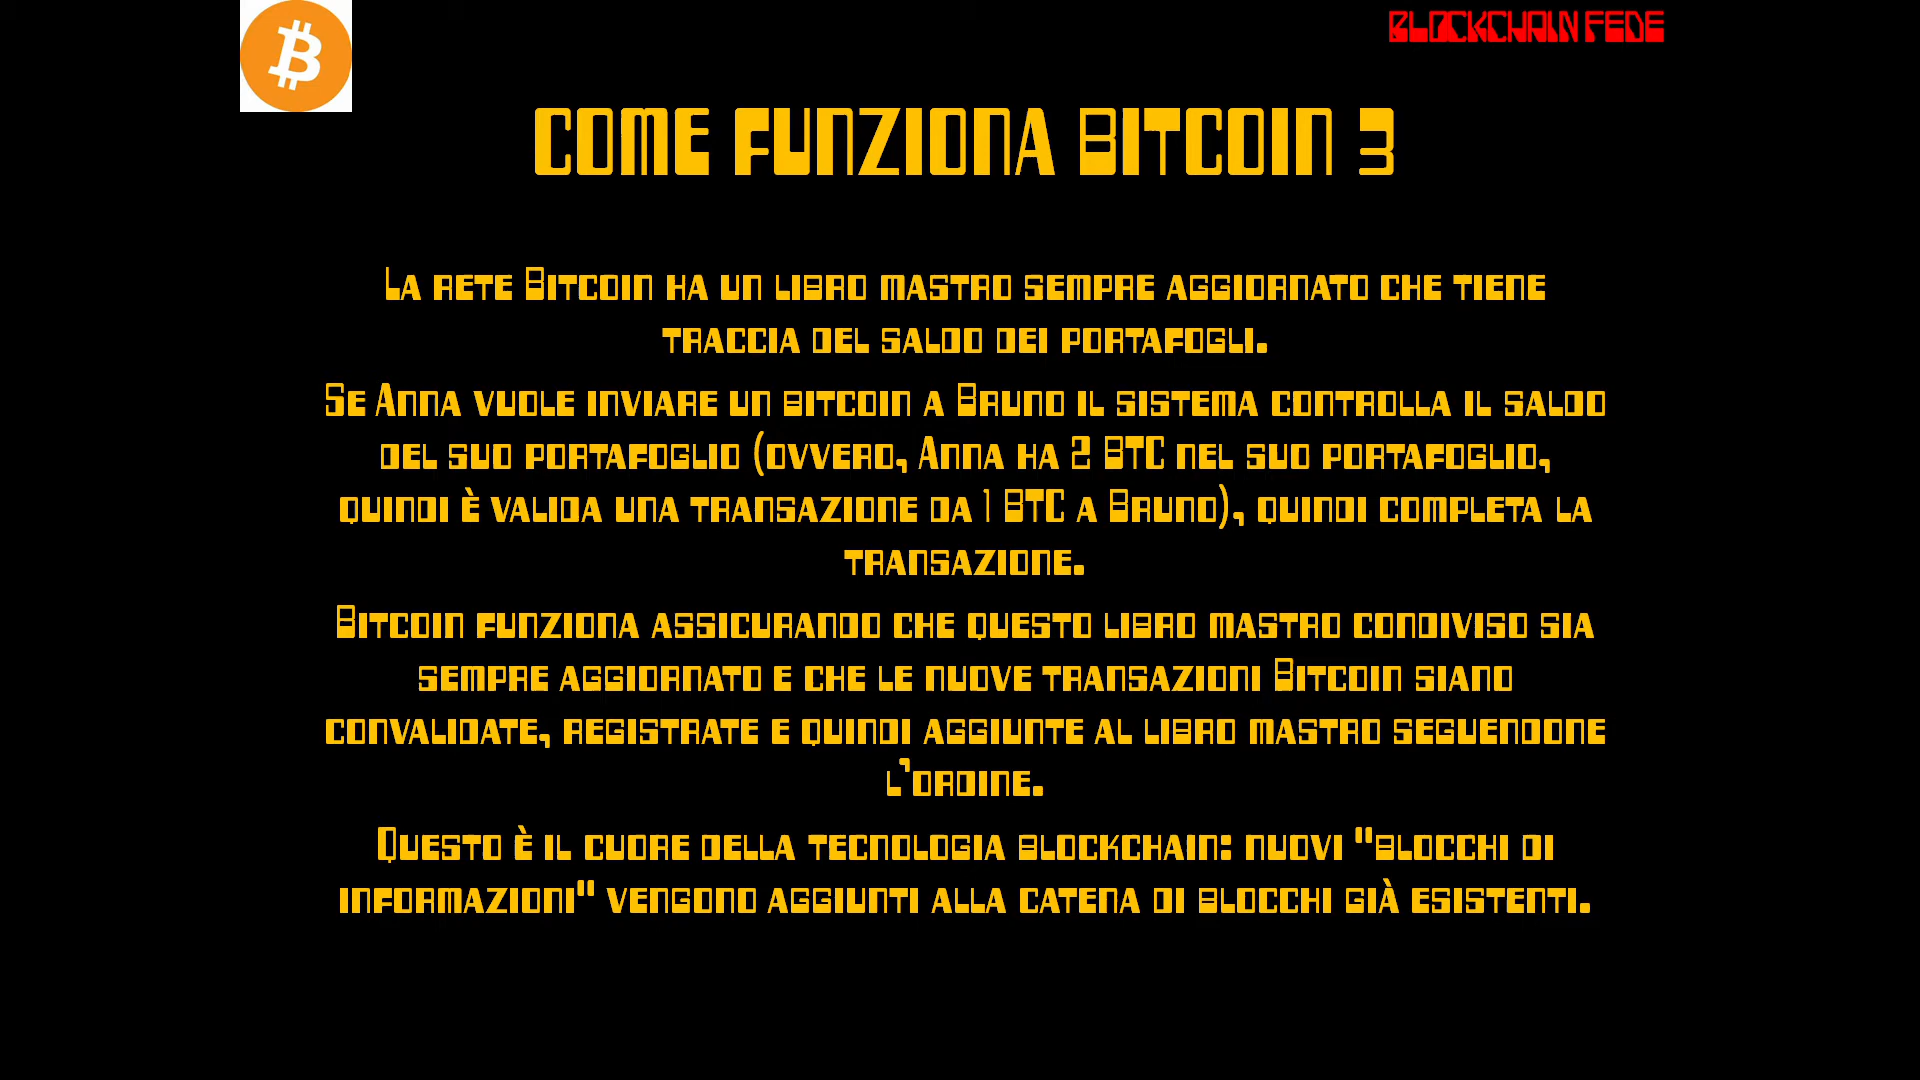 BLOCKCHAIN FEDE
COME FUNZIONA BITCOIN 3
La rete Bitcoin ha un libro mastro sempre aggiornato che tiene
traccia del saldo dei portafogli.
Se Anna vuole inviare un bitcoin a Bruno il sistema controlla il saldo
del suo portafoglio (ovvero, Anna ha 2 BTC nel suo portafoglio,
quindi è valida una transazione da 1 BTC a Bruno), quindi completa la
transazione.
Bitcoin funziona assicurando che questo libro mastro condiviso sia
sempre aggiornato e che le nuove transazioni Bitcoin siano
convalidate, registrate e quindi aggiunte al libro mastro seguendone
l'ordine.
Questo è il cuore della tecnologia blockchain: nuovi "blocchi di
informazioni" vengono aggiunti alla catena di blocchi già esistenti.